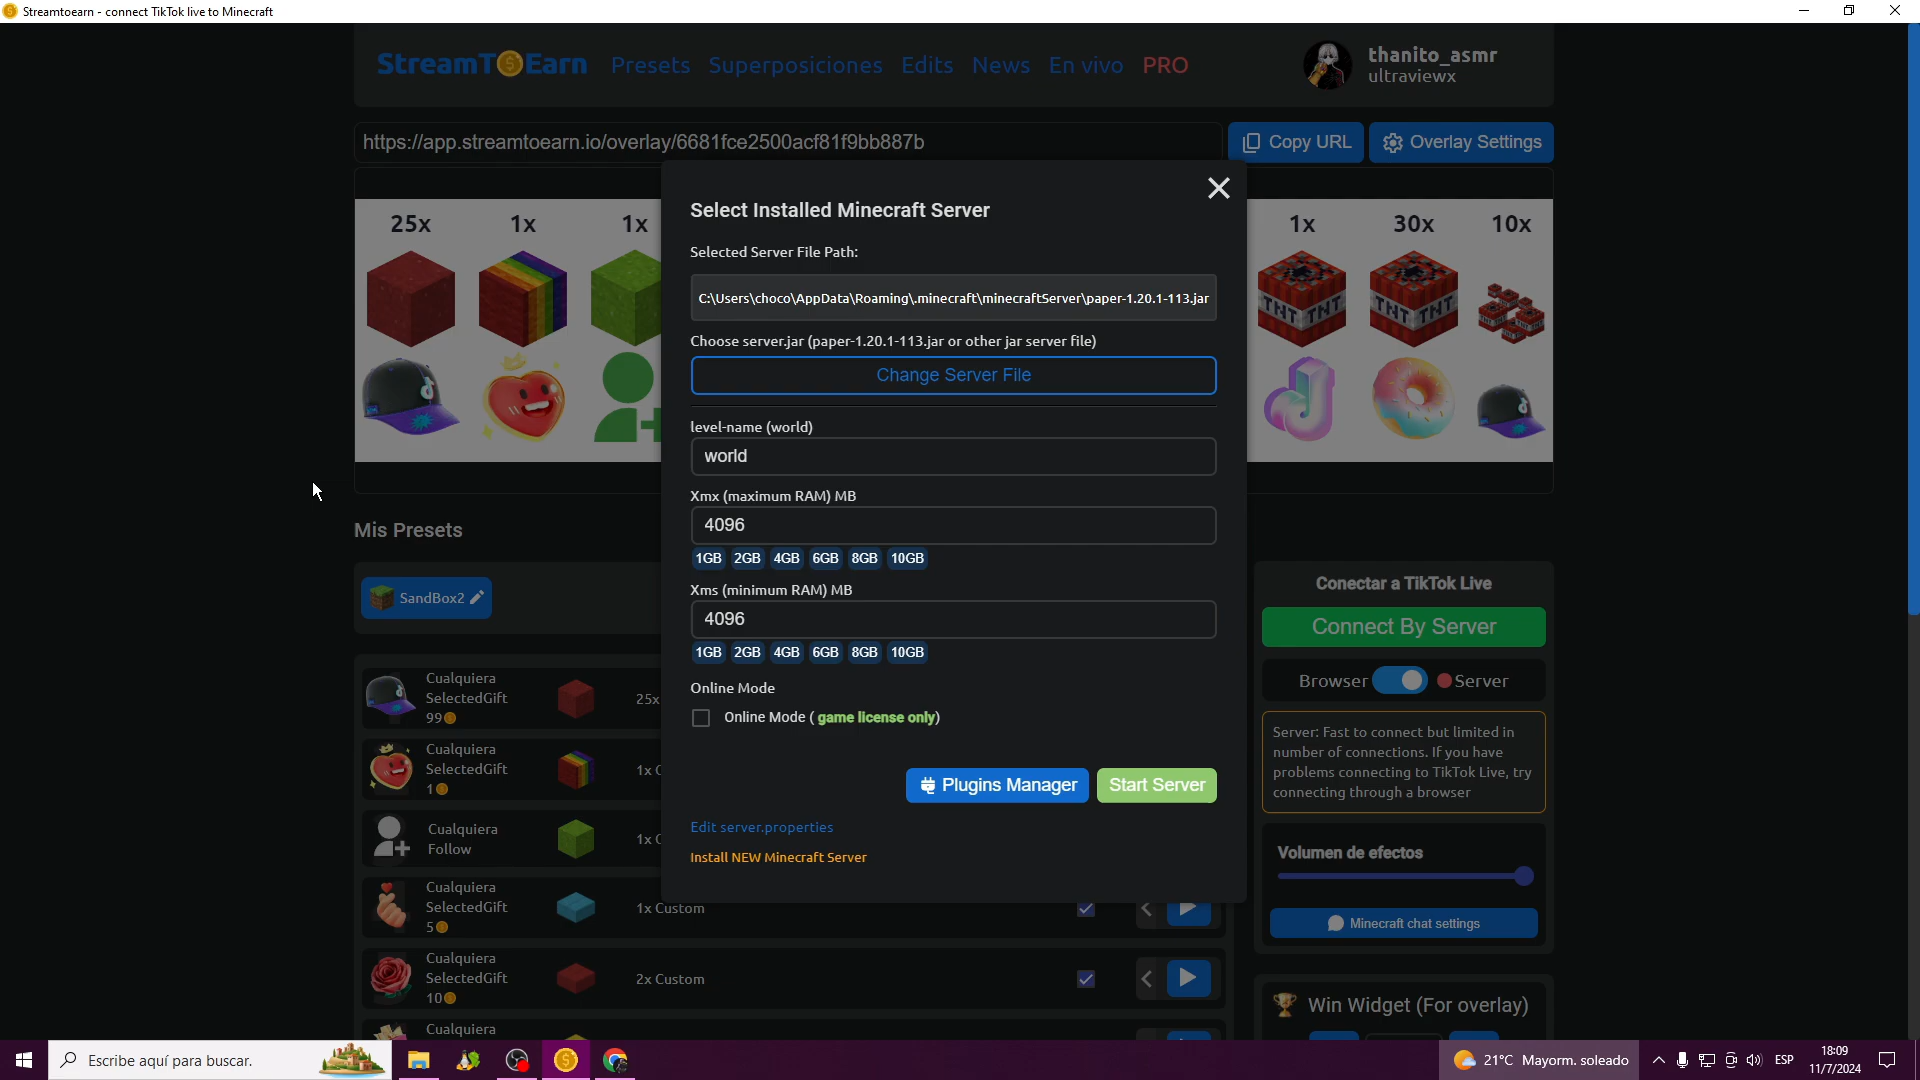 Streamtoearn - connect TikTok live to Minecraft
StreamTOEarn
Presets
Superposiciones
Edits
News
En vivo
PRO
thanito_asmr
ultraviewx
https://app.streamtoearn.io/overlay/6681fce2500acf81f9bb887b
Copy URL
Overlay Settings
25x
1x
1x
1x
30x
10x
Select Installed Minecraft Server
Selected Server File Path:
C:\Users\choco\AppData\Roaming\.minecraft\minecraftServer\paper-1.20.1-113.jar
Choose server.jar (paper-1.20.1-113.jar or other jar server file)
Change Server File
level-name (world)
world
Xmx (maximum RAM) MB
4096
1GB 2GB 4GB 6GB 8GB 10GB
Xms (minimum RAM) MB
4096
1GB 2GB 4GB 6GB 8GB 10GB
Online Mode
Online Mode ( game license only)
Plugins Manager
Start Server
Edit server.properties
Install NEW Minecraft Server
Mis Presets
SandBox2
Cualquiera
SelectedGift
99
25x
Cualquiera
SelectedGift
1
1x C
Cualquiera
Follow
1x C
Cualquiera
SelectedGift
5
1x Custom
Cualquiera
SelectedGift
10
2x Custom
Cualquiera
Conectar a TikTok Live
Connect By Server
Browser
Server
Server: Fast to connect but limited in
number of connections. If you have
problems connecting to TikTok Live, try
connecting through a browser
Volumen de efectos
Minecraft chat settings
Win Widget (For overlay)
Escribe aquí para buscar.
21°C Mayorm. soleado
ESP
18:09
11/7/2024